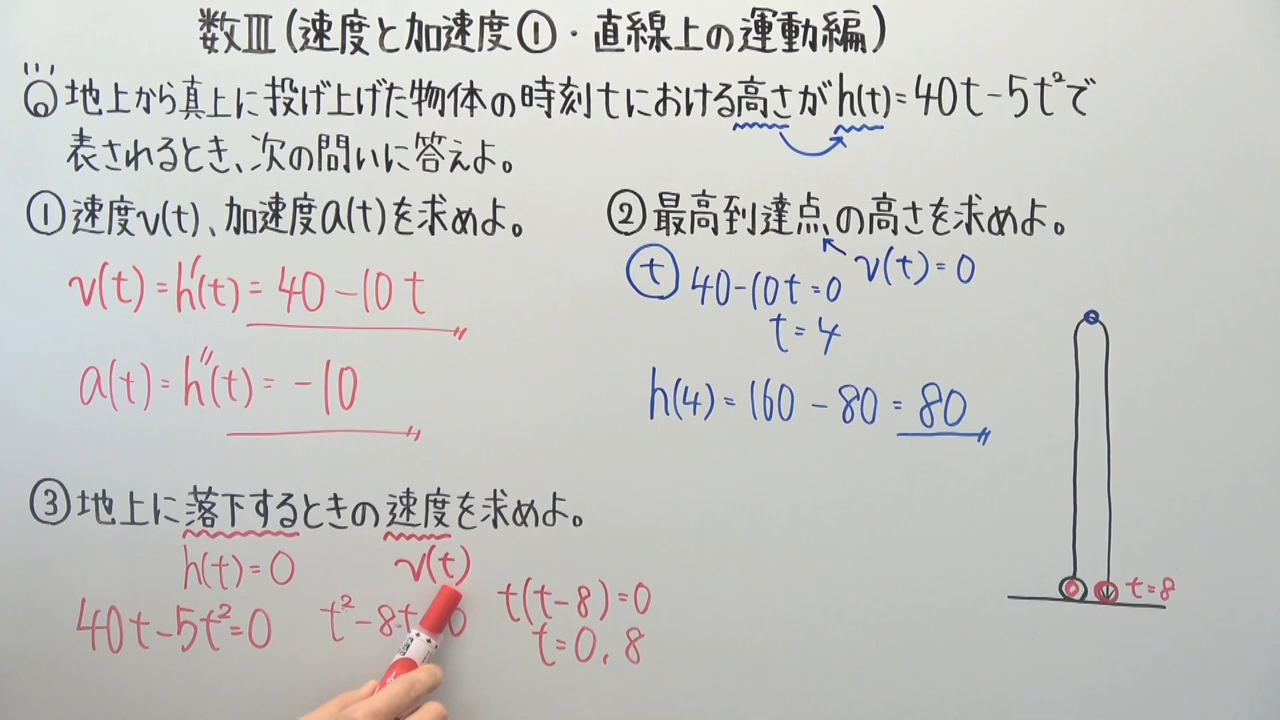 数Ⅲ(速度と加速度①・直線上の運動編)
地上から真上に投げ上げた物体の時刻tにおける高さがh(t)=40t-5t²で
表されるとき、次の問いに答えよ。
①速度v(t)、加速度a(t)を求めよ。
v(t)=h'(t)=40-10t
a(t)=h''(t)=-10
②最高到達点の高さを求めよ。
v(t)=0
t 40-10t=0
t=4
h(4)=160-80=80
③地上に落下するときの速度を求めよ。
h(t)=0
v(t)
40t-5t²=0
t²-8t 0
t(t-8)=0
t=0,8
t=8